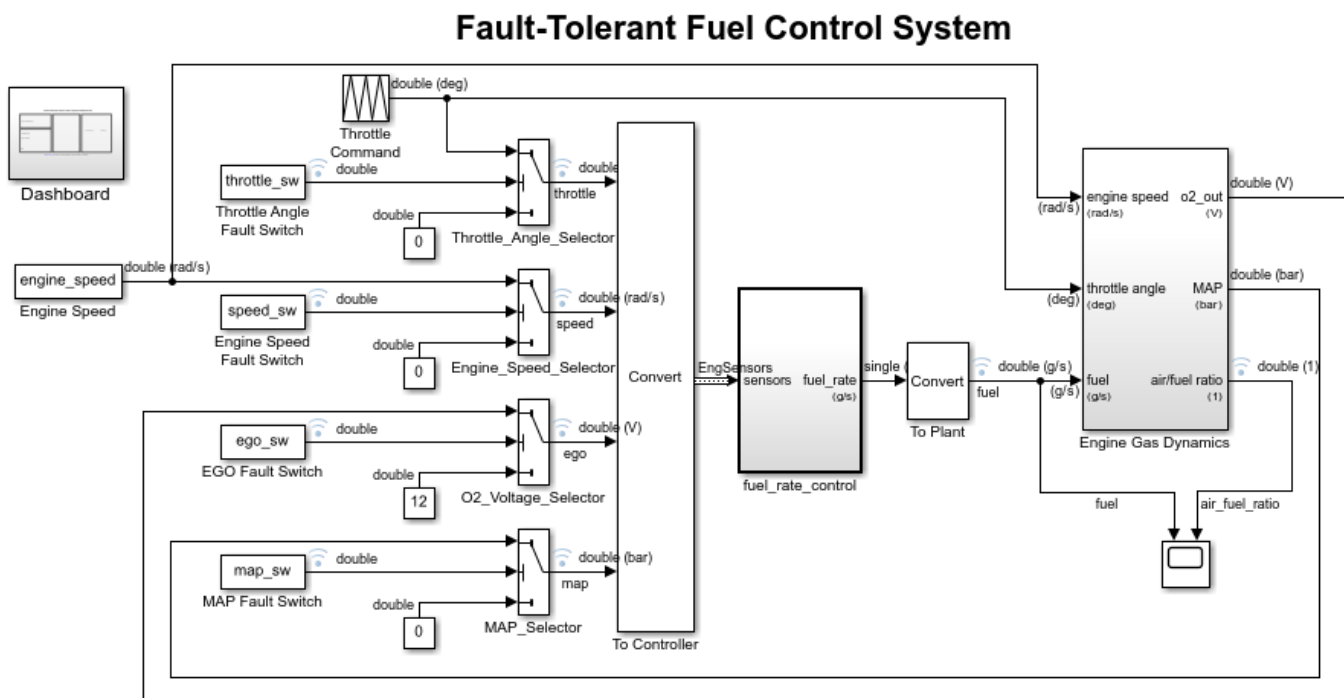 Fault-Tolerant Fuel Control System
Dashboard
double (deg)
Throttle
Command
throttle_sw
double
Throttle Angle
Fault Switch
double
0
double
throttle
Throttle_Angle_Selector
engine_speed
double (rad/s)
Engine Speed
speed_sw
double
Engine Speed
Fault Switch
double
0
double (rad/s)
speed
Engine_Speed_Selector
ego_sw
double
EGO Fault Switch
double
12
double (V)
ego
O2_Voltage_Selector
map_sw
double
MAP Fault Switch
double
0
double (bar)
map
MAP_Selector
Convert
To Controller
EngSensors
sensors
fuel_rate
(g/s)
fuel_rate_control
single (
Convert
To Plant
double (g/s)
(g/s)
fuel
(rad/s)
engine speed
(rad/s)
o2_out
(V)
double (V)
(deg)
throttle angle
(deg)
MAP
(bar)
double (bar)
fuel
(g/s)
air/fuel ratio
(1)
double (1)
Engine Gas Dynamics
fuel
air_fuel_ratio